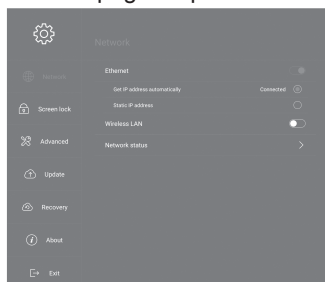 Network
Network
Ethernet
Get IP address automatically Connected
Static IP address
Screen lock
Wireless LAN
Advanced
Network status
Update
Recovery
About
Exit